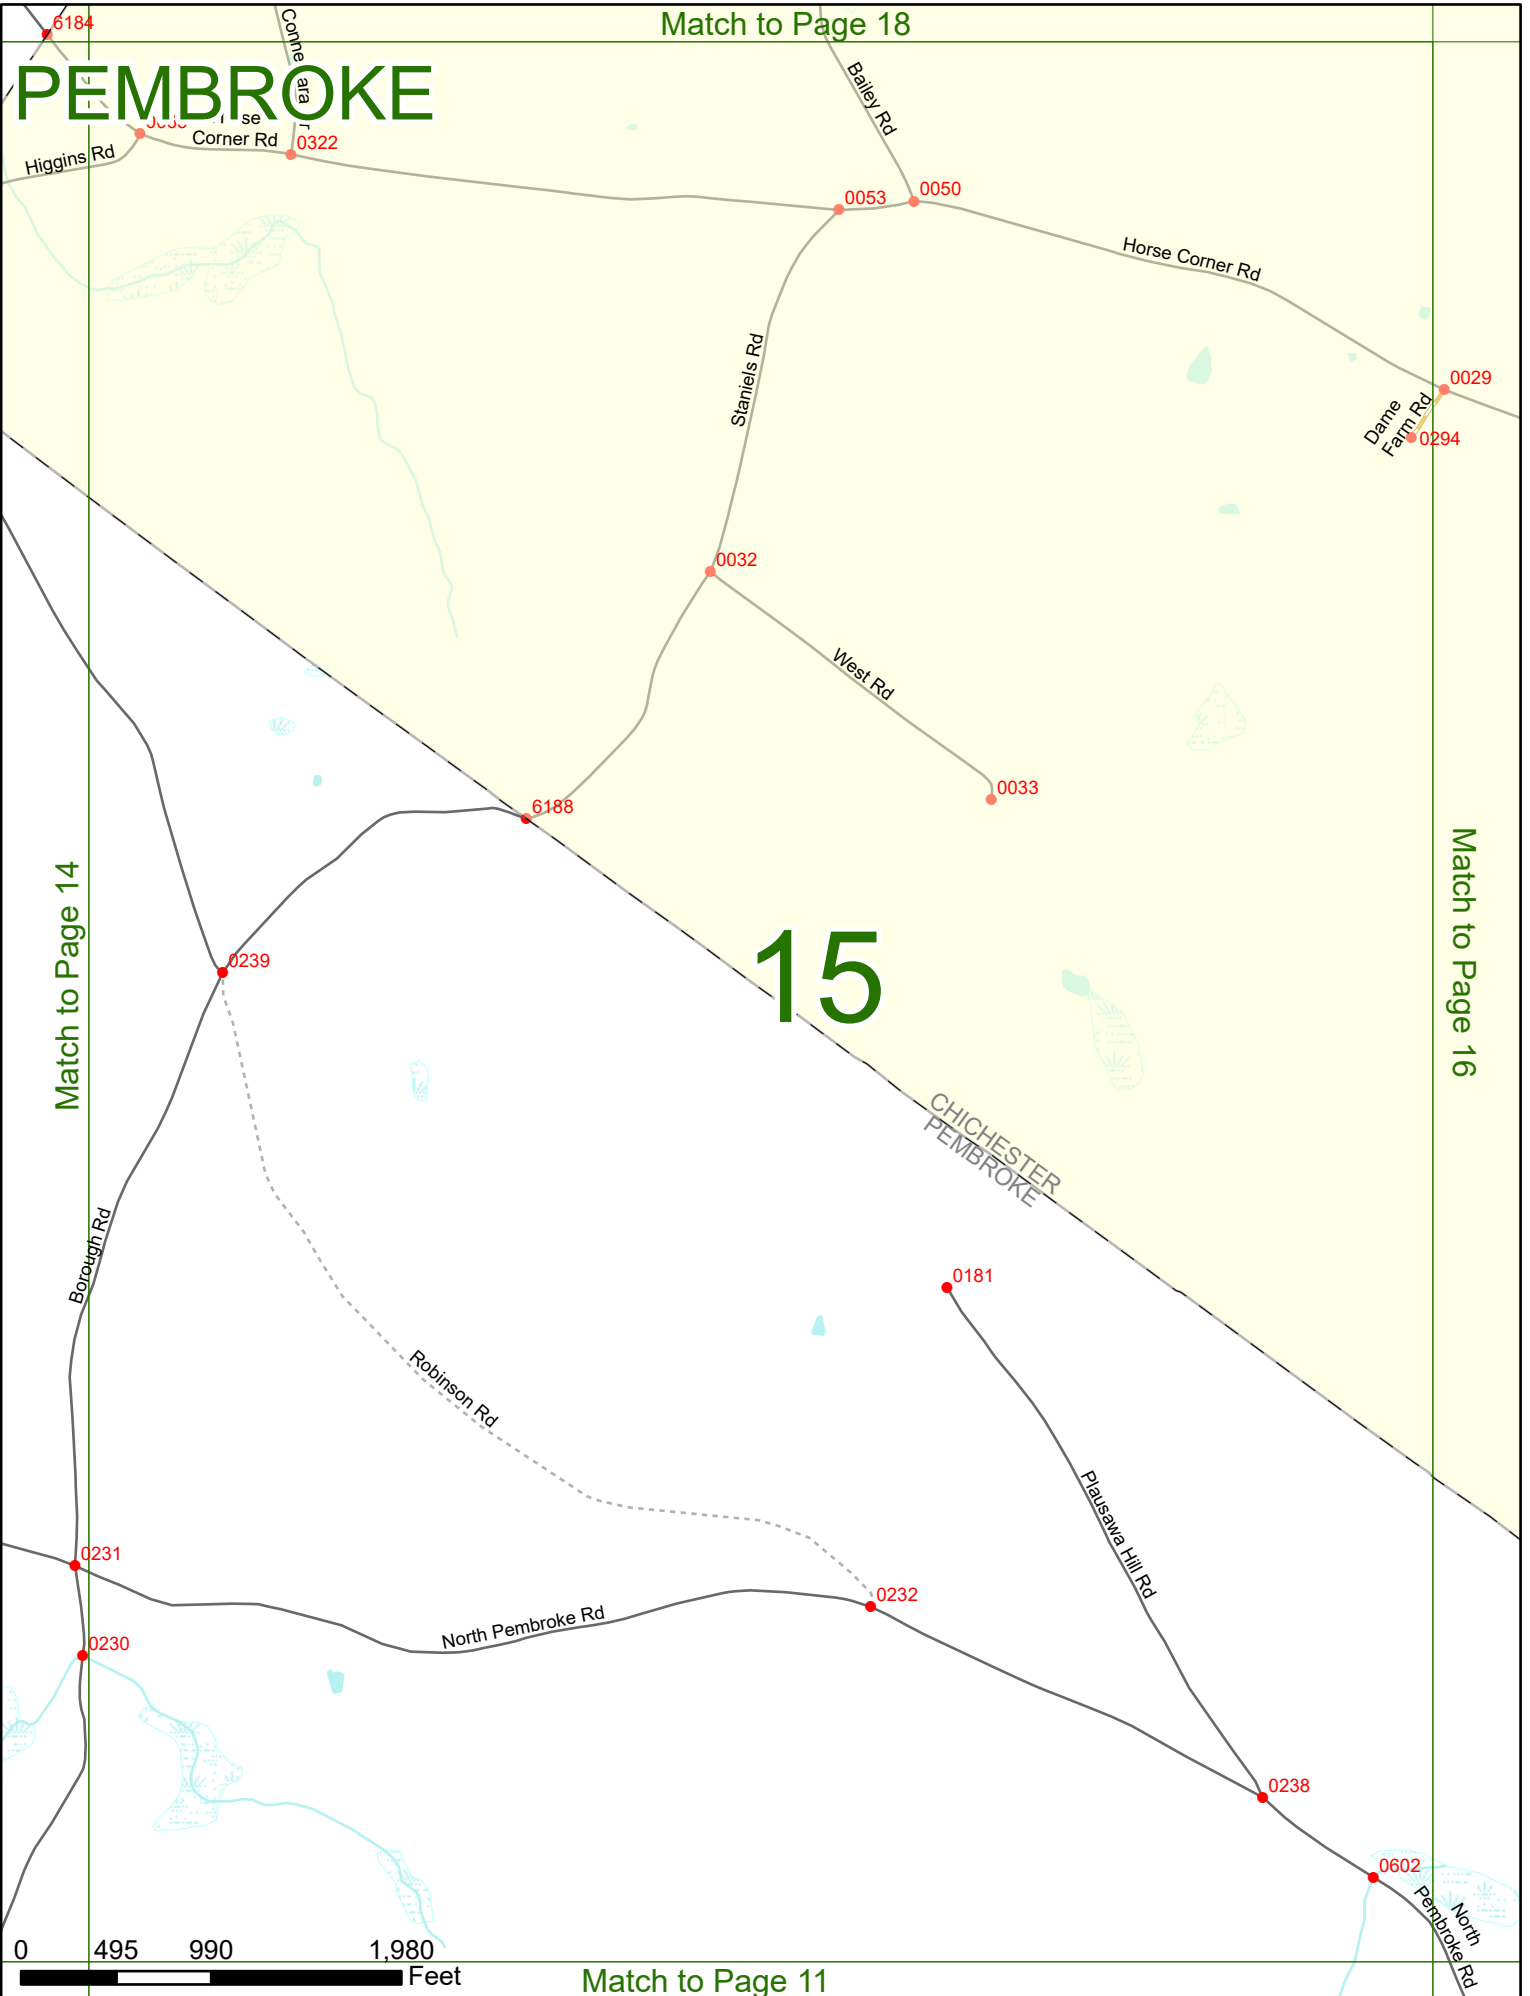 Match to Page 18
6184
PEMBROKE
Bailey Rd
Corner Rd
0322
Higgins Rd
0053
0050
Horse Corner Rd
Staniels Rd
0029
Dame
Farm Rd
0294
0032
West Rd
0033
6188
Match to Page 14
Match to Page 16
15
0239
CHICHESTER
PEMBROKE
Borough Rd
0181
Robinson Rd
Plausawa Hill Rd
0231
0232
North Pembroke Rd
0230
0238
0602
North
Pembroke Rd
0 495 990 1,980
Feet
Match to Page 11